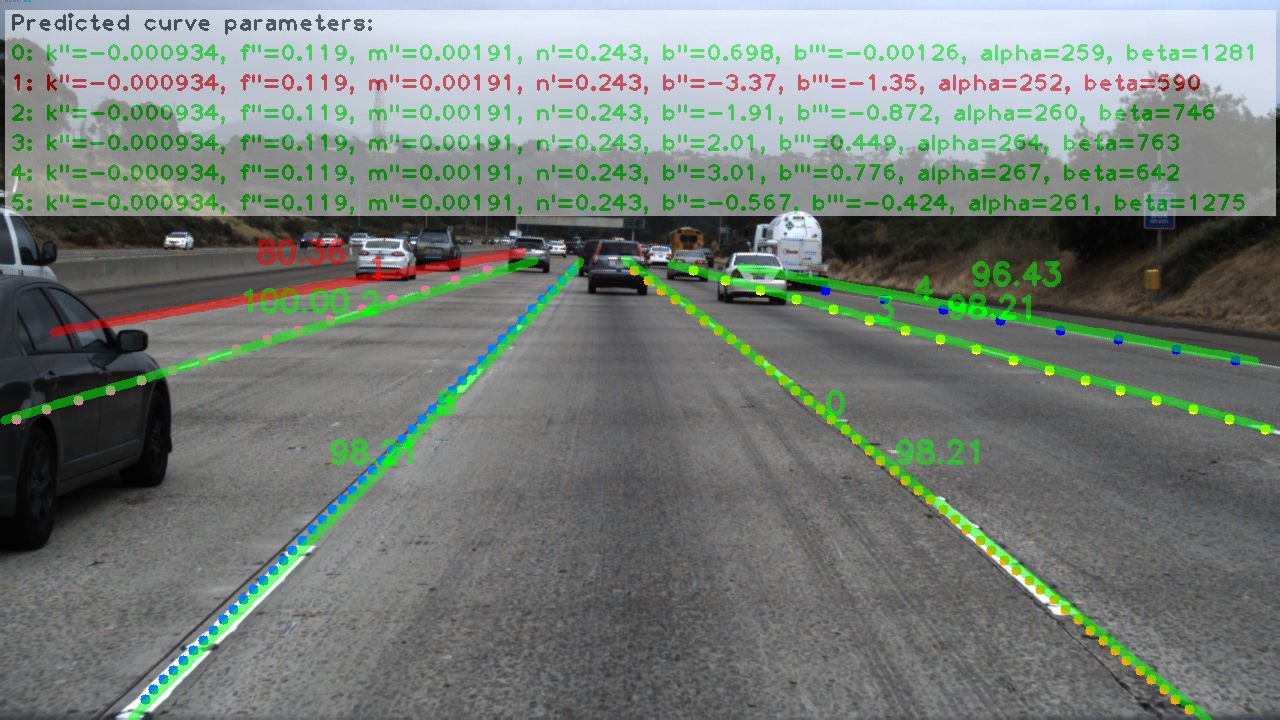 Predicted curve parameters:
0: k''=-0.000934, f''=0.119, m''=0.00191, n'=0.243, b''=0.698, b'''=-0.00126, alpha=259, beta=1281
1: k''=-0.000934, f''=0.119, m''=0.00191, n'=0.243, b''=-3.37, b'''=-1.35, alpha=252, beta=590
2: k''=-0.000934, f''=0.119, m''=0.00191, n'=0.243, b''=-1.91, b'''=-0.872, alpha=260, beta=746
3: k''=-0.000934, f''=0.119, m''=0.00191, n'=0.243, b''=2.01, b'''=0.449, alpha=264, beta=763
4: k''=-0.000934, f''=0.119, m''=0.00191, n'=0.243, b''=3.01, b'''=0.776, alpha=267, beta=642
5: k''=-0.000934, f''=0.119, m''=0.00191, n'=0.243, b''=-0.567, b'''=-0.424, alpha=261, beta=1275
80.36 1
4 96.43
100.00 2
3 98.21
0
98.21
98.21